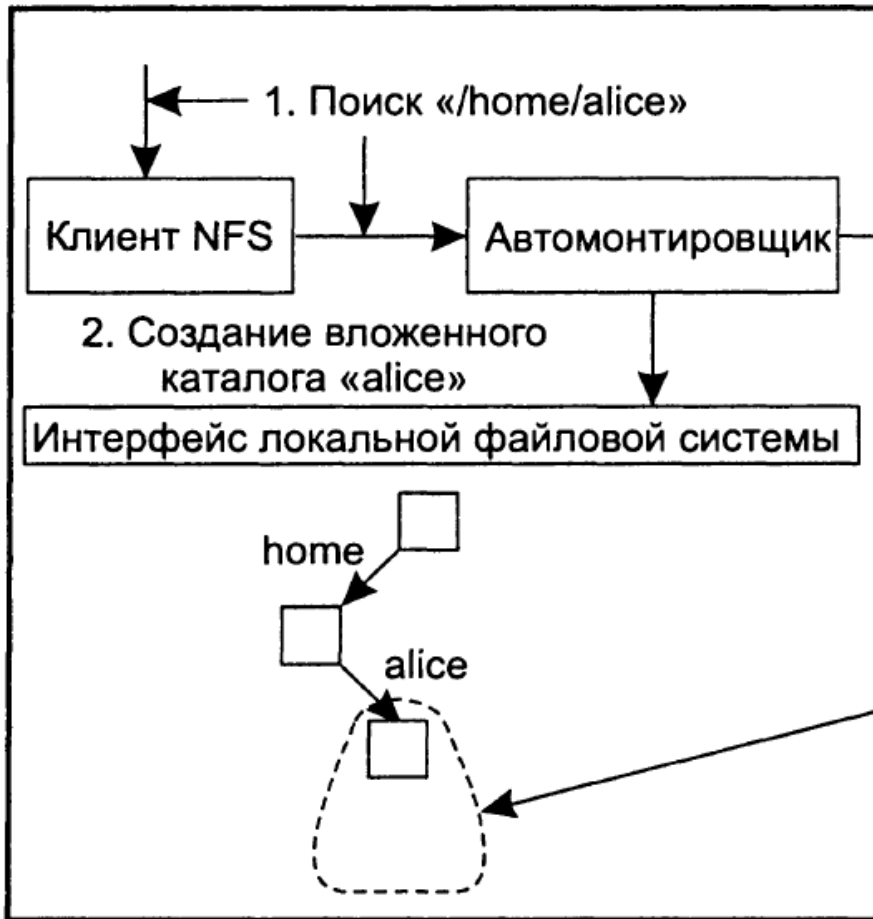 1. Поиск «/home/alice»
Клиент NFS
Автомонтировщик
2. Создание вложенного
каталога «alice»
Интерфейс локальной файловой системы
home
alice